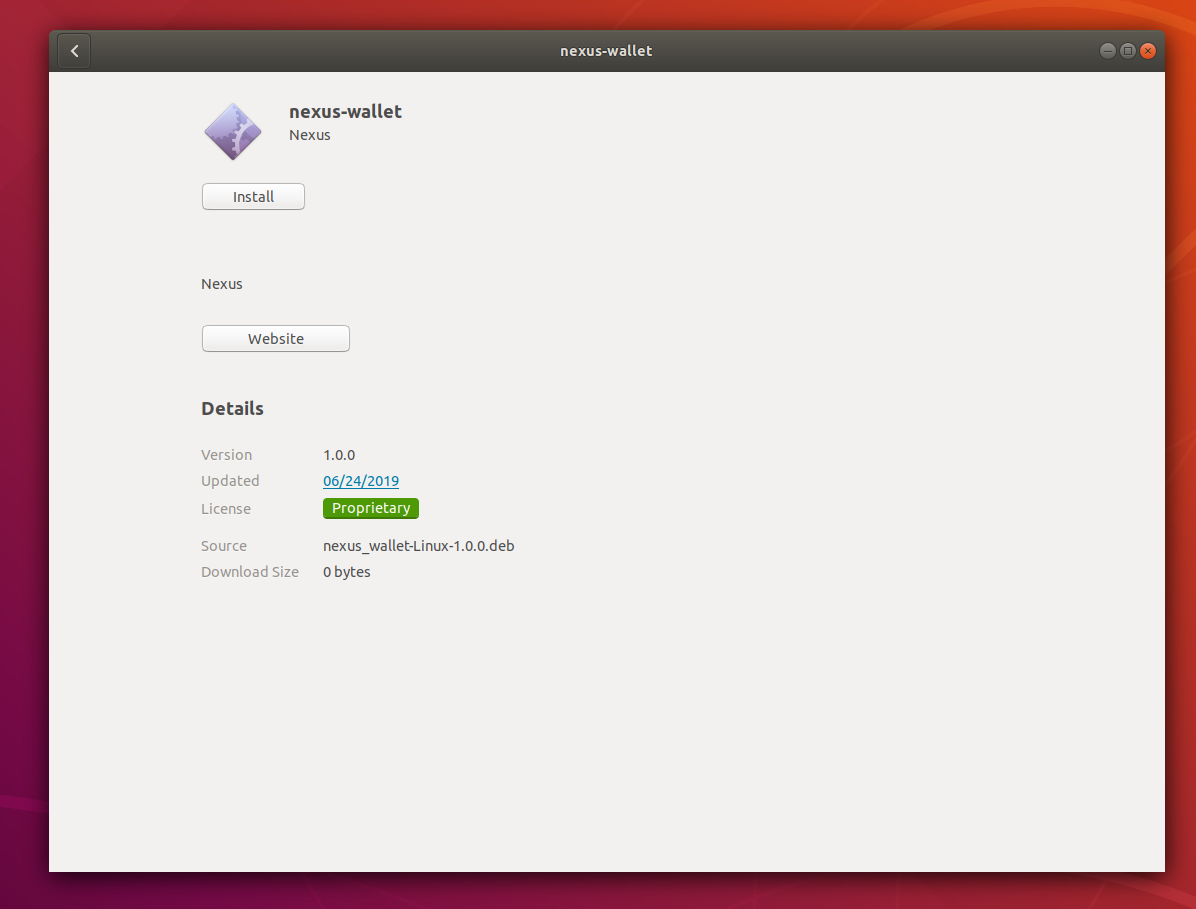 nexus-wallet
nexus-wallet
Nexus
Install
Nexus
Website
Details
Version 1.0.0
Updated 06/24/2019
License Proprietary
Source nexus_wallet-Linux-1.0.0.deb
Download Size 0 bytes